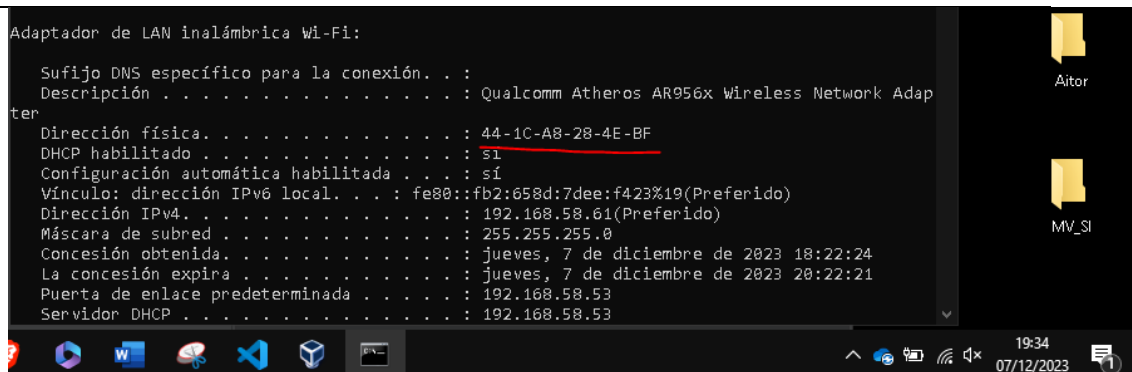 Adaptador de LAN inalámbrica Wi-Fi:
Sufijo DNS específico para la conexión. . :
Descripción . . . . . . . . . . . . . . . : Qualcomm Atheros AR956x Wireless Network Adap
ter
Dirección física. . . . . . . . . . . . . : 44-1C-A8-28-4E-BF
DHCP habilitado . . . . . . . . . . . . . : sí
Configuración automática habilitada . . . : sí
Vínculo: dirección IPv6 local. . . : fe80::fb2:658d:7dee:f423%19(Preferido)
Dirección IPv4. . . . . . . . . . . . . . : 192.168.58.61(Preferido)
Máscara de subred . . . . . . . . . . . . : 255.255.255.0
Concesión obtenida. . . . . . . . . . . . : jueves, 7 de diciembre de 2023 18:22:24
La concesión expira . . . . . . . . . . . : jueves, 7 de diciembre de 2023 20:22:21
Puerta de enlace predeterminada . . . . . : 192.168.58.53
Servidor DHCP . . . . . . . . . . . . . . : 192.168.58.53
Aitor
MV_SI
W
C:\_
19:34
07/12/2023
1